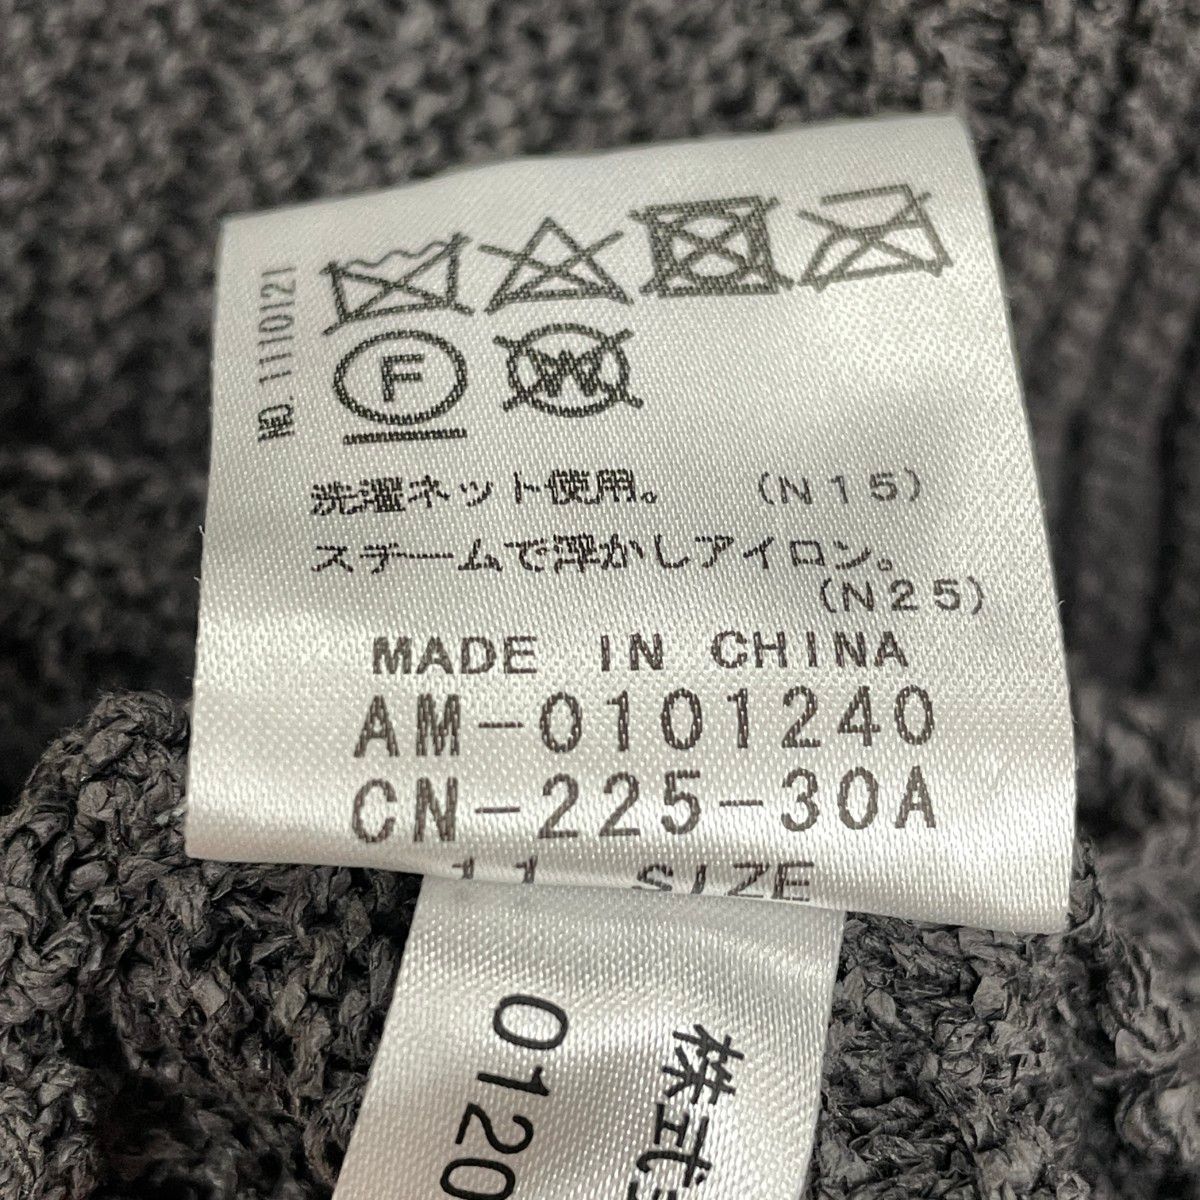 NO. 1110121
F
W
洗濯ネット使用。 (N15)
スチームで浮かしアイロン。
(N25)
MADE IN CHINA
AM-0101240
CN-225-30A
11 SIZE
0120
株式